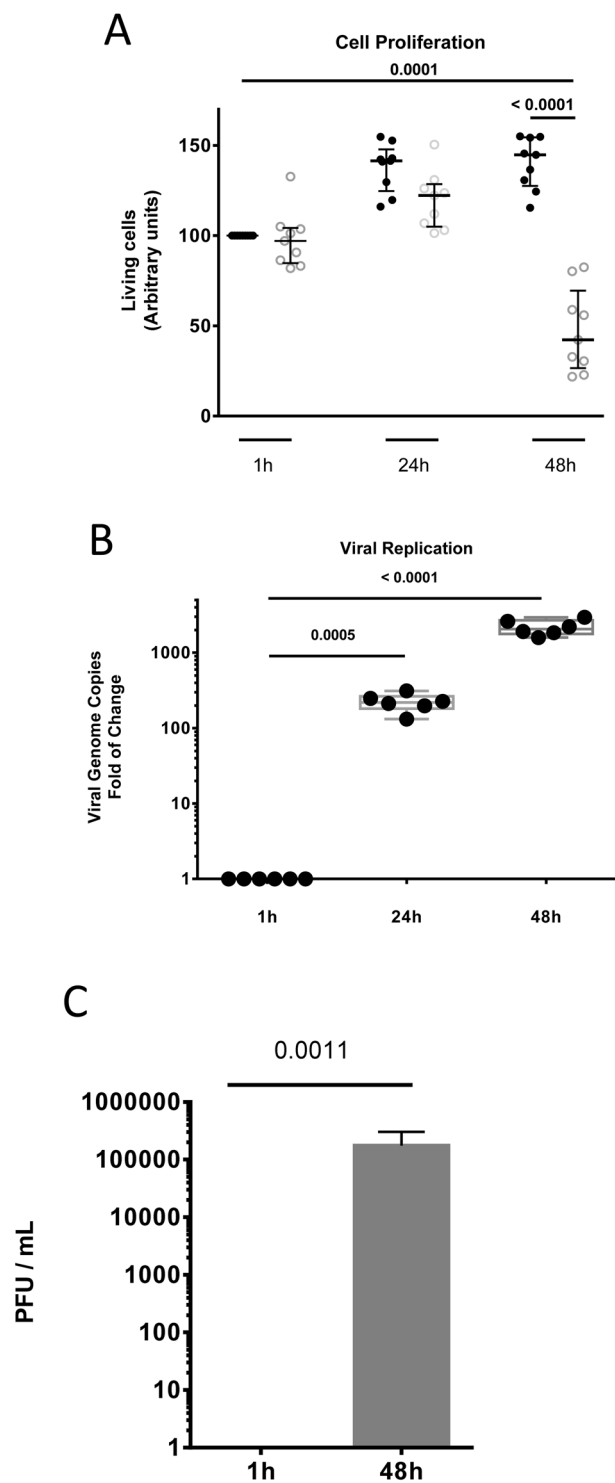 A
Cell Proliferation
0.0001
< 0.0001
Living cells
(Arbitrary units)
150
100
50
0
1h
24h
48h
B
Viral Replication
< 0.0001
0.0005
Viral Genome Copies
Fold of Change
1000
100
10
1
1h
24h
48h
C
0.0011
PFU / mL
1000000
100000
10000
1000
100
10
1
1h
48h